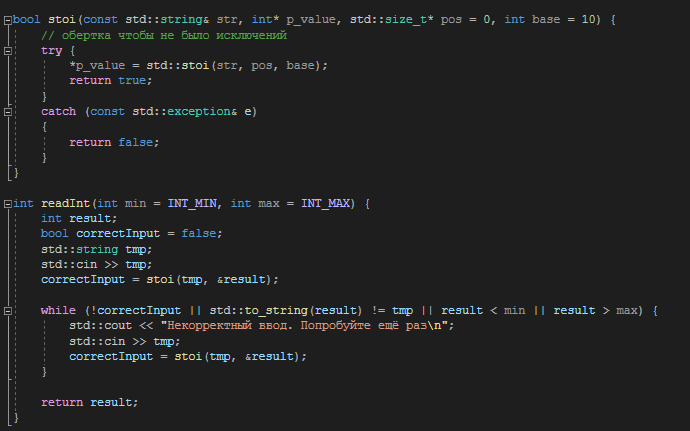 bool stoi(const std::string& str, int* p_value, std::size_t* pos = 0, int base = 10) {
    // обертка чтобы не было исключений
    try {
        *p_value = std::stoi(str, pos, base);
        return true;
    }
    catch (const std::exception& e)
    {
        return false;
    }
}

int readInt(int min = INT_MIN, int max = INT_MAX) {
    int result;
    bool correctInput = false;
    std::string tmp;
    std::cin >> tmp;
    correctInput = stoi(tmp, &result);

    while (!correctInput || std::to_string(result) != tmp || result < min || result > max) {
        std::cout << "Некорректный ввод. Попробуйте ещё раз\n";
        std::cin >> tmp;
        correctInput = stoi(tmp, &result);
    }

    return result;
}